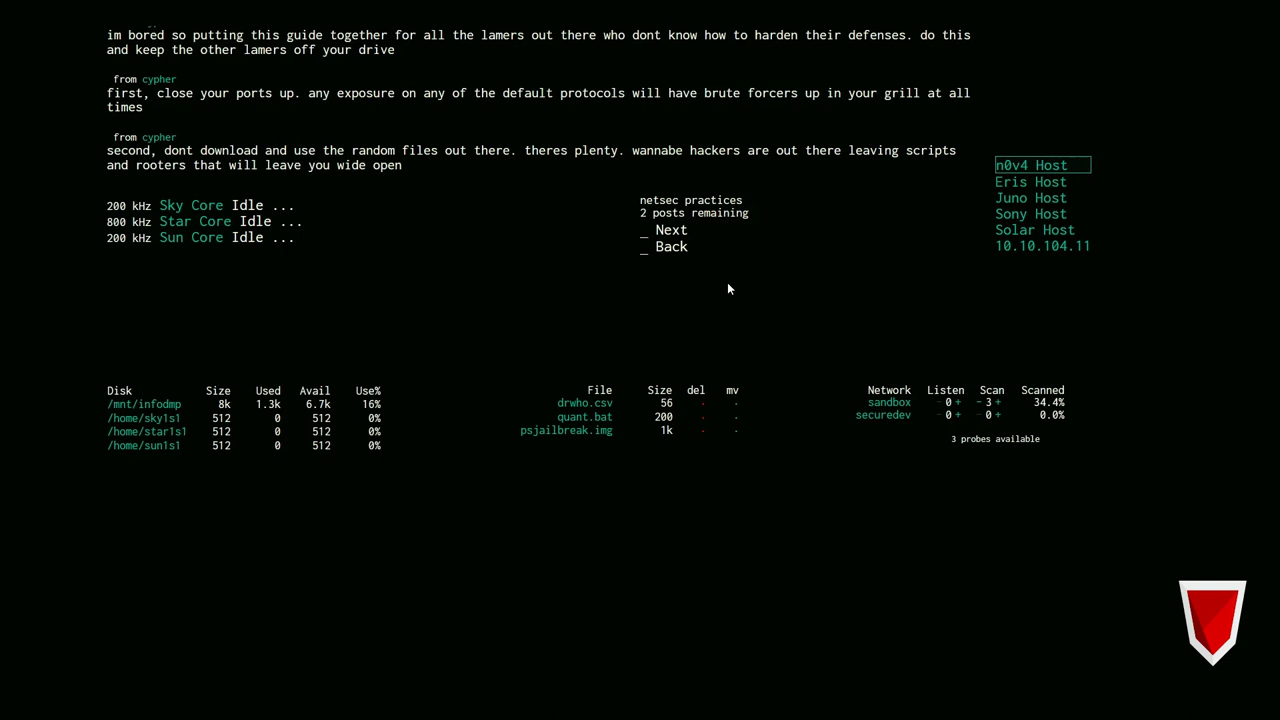 im bored so putting this guide together for all the lamers out there who dont know how to harden their defenses. do this
and keep the other lamers off your drive
from cypher
first, close your ports up. any exposure on any of the default protocols will have brute forcers up in your grill at all
times
from cypher
second, dont download and use the random files out there. theres plenty. wannabe hackers are out there leaving scripts
and rooters that will leave you wide open
200 kHz Sky Core Idle ...
800 kHz Star Core Idle ...
200 kHz Sun Core Idle ...
netsec practices
2 posts remaining
_ Next
_ Back
n0v4 Host
Eris Host
Juno Host
Sony Host
Solar Host
10.10.104.11
Disk Size Used Avail Use%
/mnt/infodmp 8k 1.3k 6.7k 16%
/home/sky1s1 512 0 512 0%
/home/star1s1 512 0 512 0%
/home/sun1s1 512 0 512 0%
File Size del mv
drwho.csv 56 . .
quant.bat 200 . .
psjailbreak.img 1k . .
Network Listen Scan Scanned
sandbox -0+ -3+ 34.4%
securedev -0+ -0+ 0.0%
3 probes available